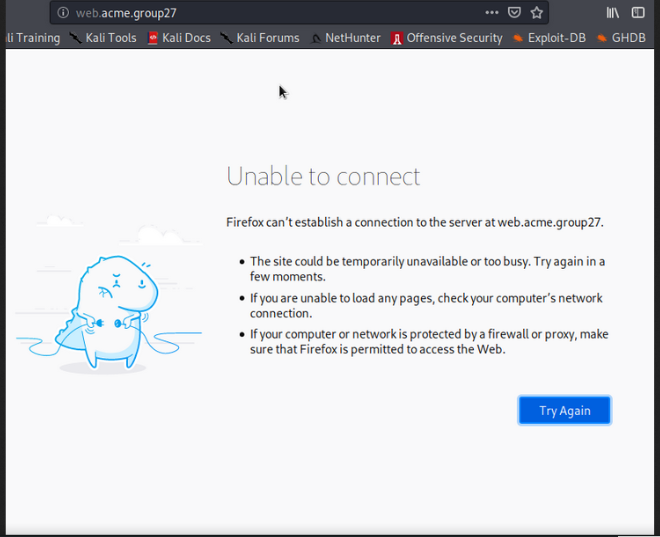 web.acme.group27
li Training Kali Tools Kali Docs Kali Forums NetHunter Offensive Security Exploit-DB GHDB
Unable to connect
Firefox can’t establish a connection to the server at web.acme.group27.
The site could be temporarily unavailable or too busy. Try again in a
few moments.
If you are unable to load any pages, check your computer’s network
connection.
If your computer or network is protected by a firewall or proxy, make
sure that Firefox is permitted to access the Web.
Try Again